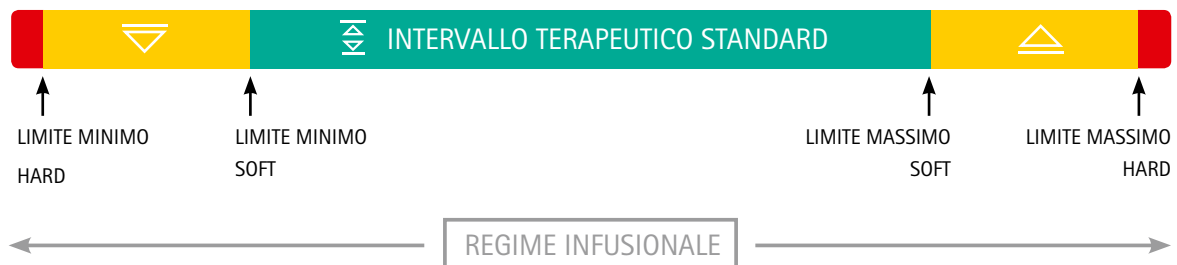 INTERVALLO TERAPEUTICO STANDARD
LIMITE MINIMO
HARD
LIMITE MINIMO
SOFT
LIMITE MASSIMO
SOFT
LIMITE MASSIMO
HARD
REGIME INFUSIONALE